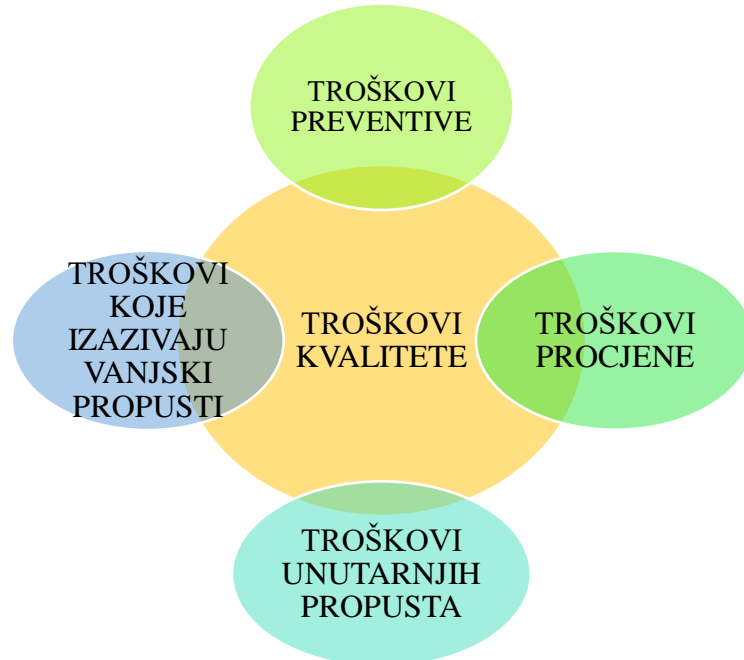 TROŠKOVI
PREVENTIVE
TROŠKOVI
KOJE
IZAZIVAJU
VANJSKI
PROPUSTI
TROŠKOVI
KVALITETE
TROŠKOVI
PROCJENE
TROŠKOVI
UNUTARNJIH
PROPUSTA